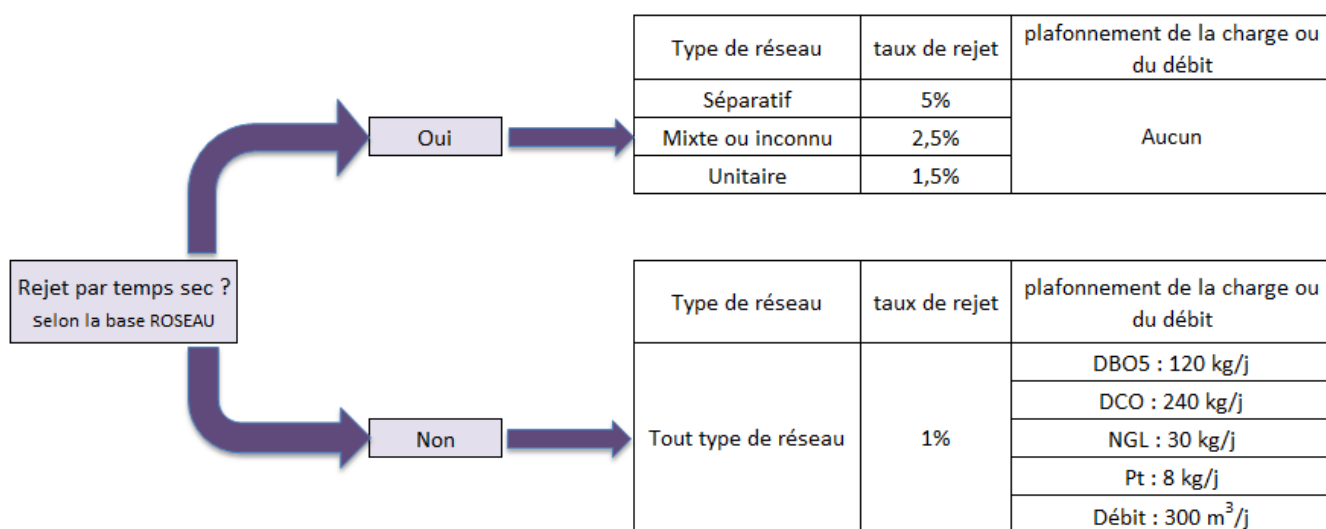 Type de réseau
taux de rejet
plafonnement de la charge ou
du débit
Séparatif
5%
Aucun
Mixte ou inconnu
2,5%
Unitaire
1,5%
Oui
Rejet par temps sec ?
selon la base ROSEAU
Non
Type de réseau
taux de rejet
plafonnement de la charge ou
du débit
Tout type de réseau
1%
DBO5 : 120 kg/j
DCO : 240 kg/j
NGL : 30 kg/j
Pt : 8 kg/j
Débit : 300 m³/j